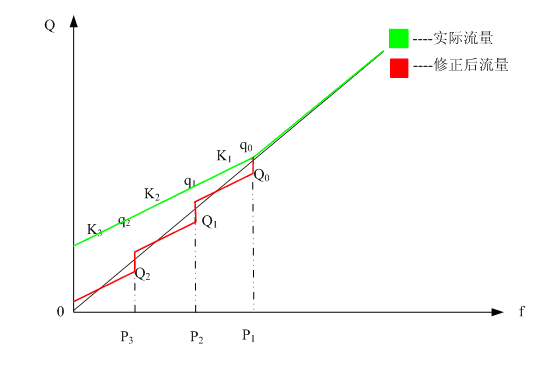 Q
----实际流量
----修正后流量
q₀
K₁
Q₀
q₁
K₂
Q₁
q₂
K₃
Q₂
0
f
P₃
P₂
P₁